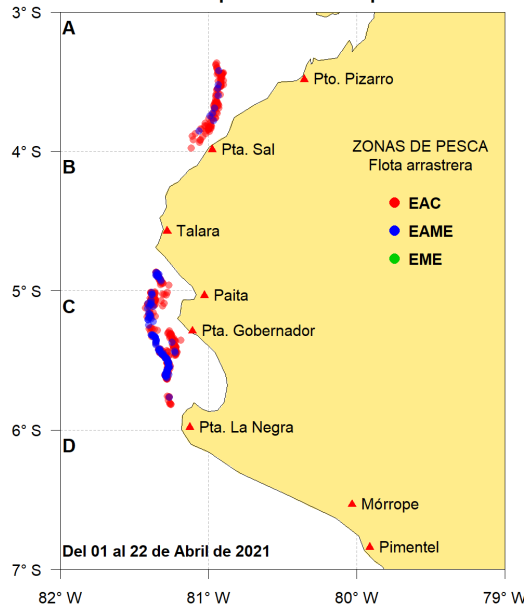 3° S
A
Pto. Pizarro
4° S
Pta. Sal
B
ZONAS DE PESCA
Flota arrastrera
EAC
EAME
EME
Talara
5° S
Paita
C
Pta. Gobernador
6° S
Pta. La Negra
D
Mórrope
Pimentel
Del 01 al 22 de Abril de 2021
7° S
82° W
81° W
80° W
79° W